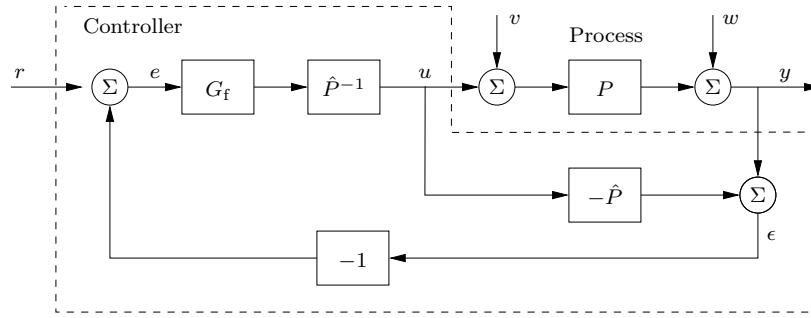 Controller
v
w
Process
r
Σ
e
G_f
P̂⁻¹
u
Σ
P
Σ
y
−P̂
Σ
ϵ
−1